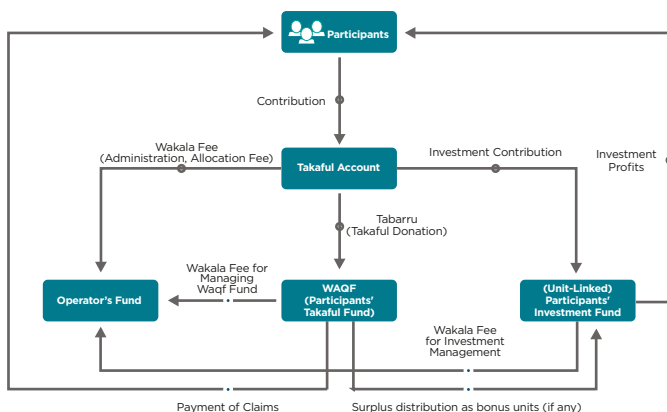 Participants
Contribution
Wakala Fee
(Administration, Allocation Fee)
Takaful Account
Investment Contribution
Investment
Profits
Tabarru
(Takaful Donation)
Wakala Fee for
Managing
Waqf Fund
Operator's Fund
WAQF
(Participants'
Takaful Fund)
(Unit-Linked)
Participants'
Investment Fund
Wakala Fee
for Investment
Management
Payment of Claims
Surplus distribution as bonus units (if any)